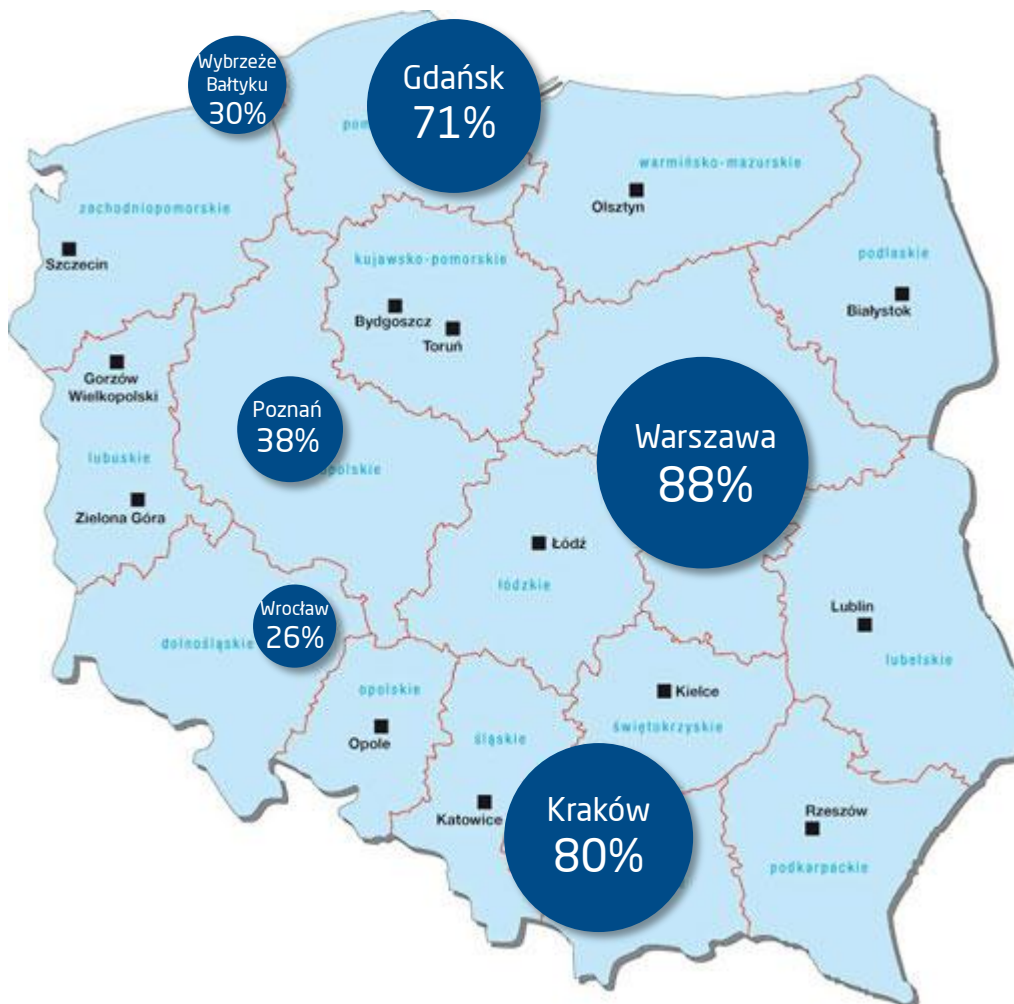 Wybrzeże
Bałtyku
30%
Gdańsk
71%
pom
warmińsko-mazurskie
Olsztyn
zachodniopomorskie
Szczecin
kujawsko-pomorskie
podlaskie
Białystok
Bydgoszcz
Toruń
Gorzów
Wielkopolski
Poznań
38%
opolskie
Warszawa
88%
lubuskie
Zielona Góra
Łódź
łódzkie
Wrocław
26%
dolnośląskie
Lublin
lubelskie
opolskie
Opole
Kielce
świętokrzyskie
śląskie
Katowice
Kraków
80%
Rzeszów
podkarpackie